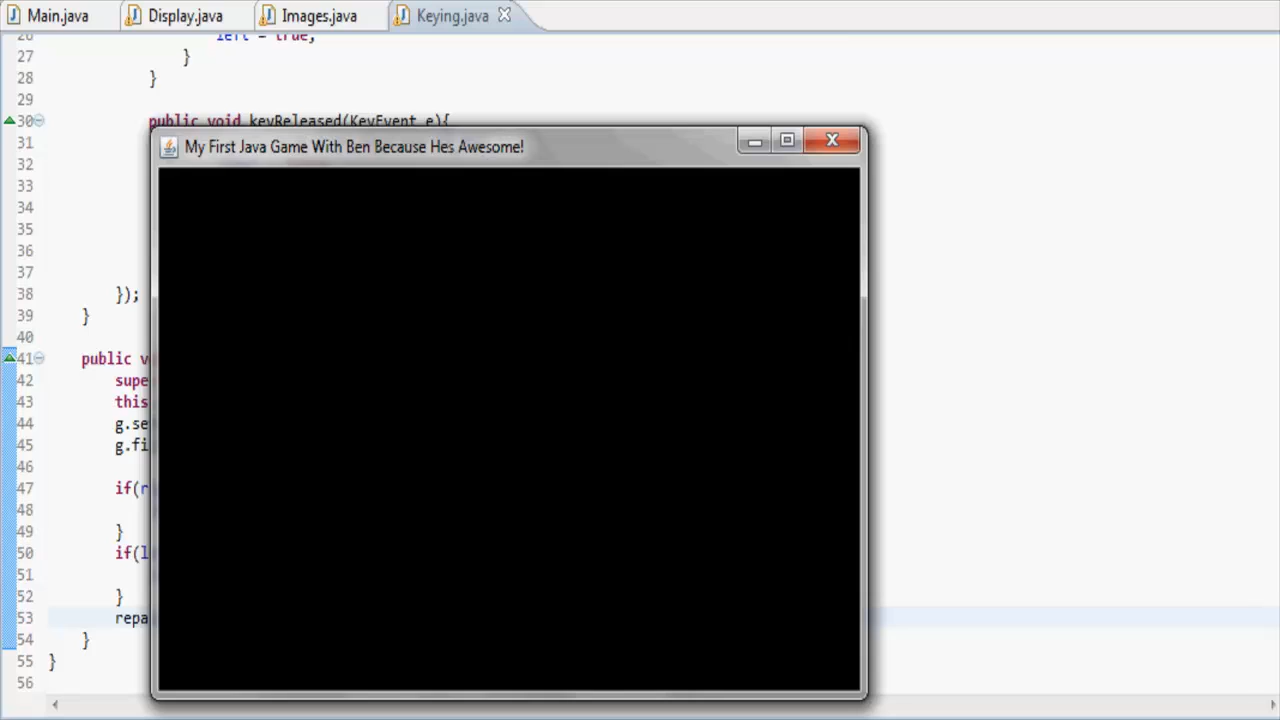 Main.java Display.java Images.java Keying.java
26 left = true;
27 }
28 }
29
30 public void keyReleased(KeyEvent e){
My First Java Game With Ben Because Hes Awesome!
31
32
33
34
35
36
37
38 });
39 }
40
41 public v
42 supe
43 this
44 g.se
45 g.fi
46
47 if(r
48
49 }
50 if(l
51
52 }
53 repa
54 }
55 }
56